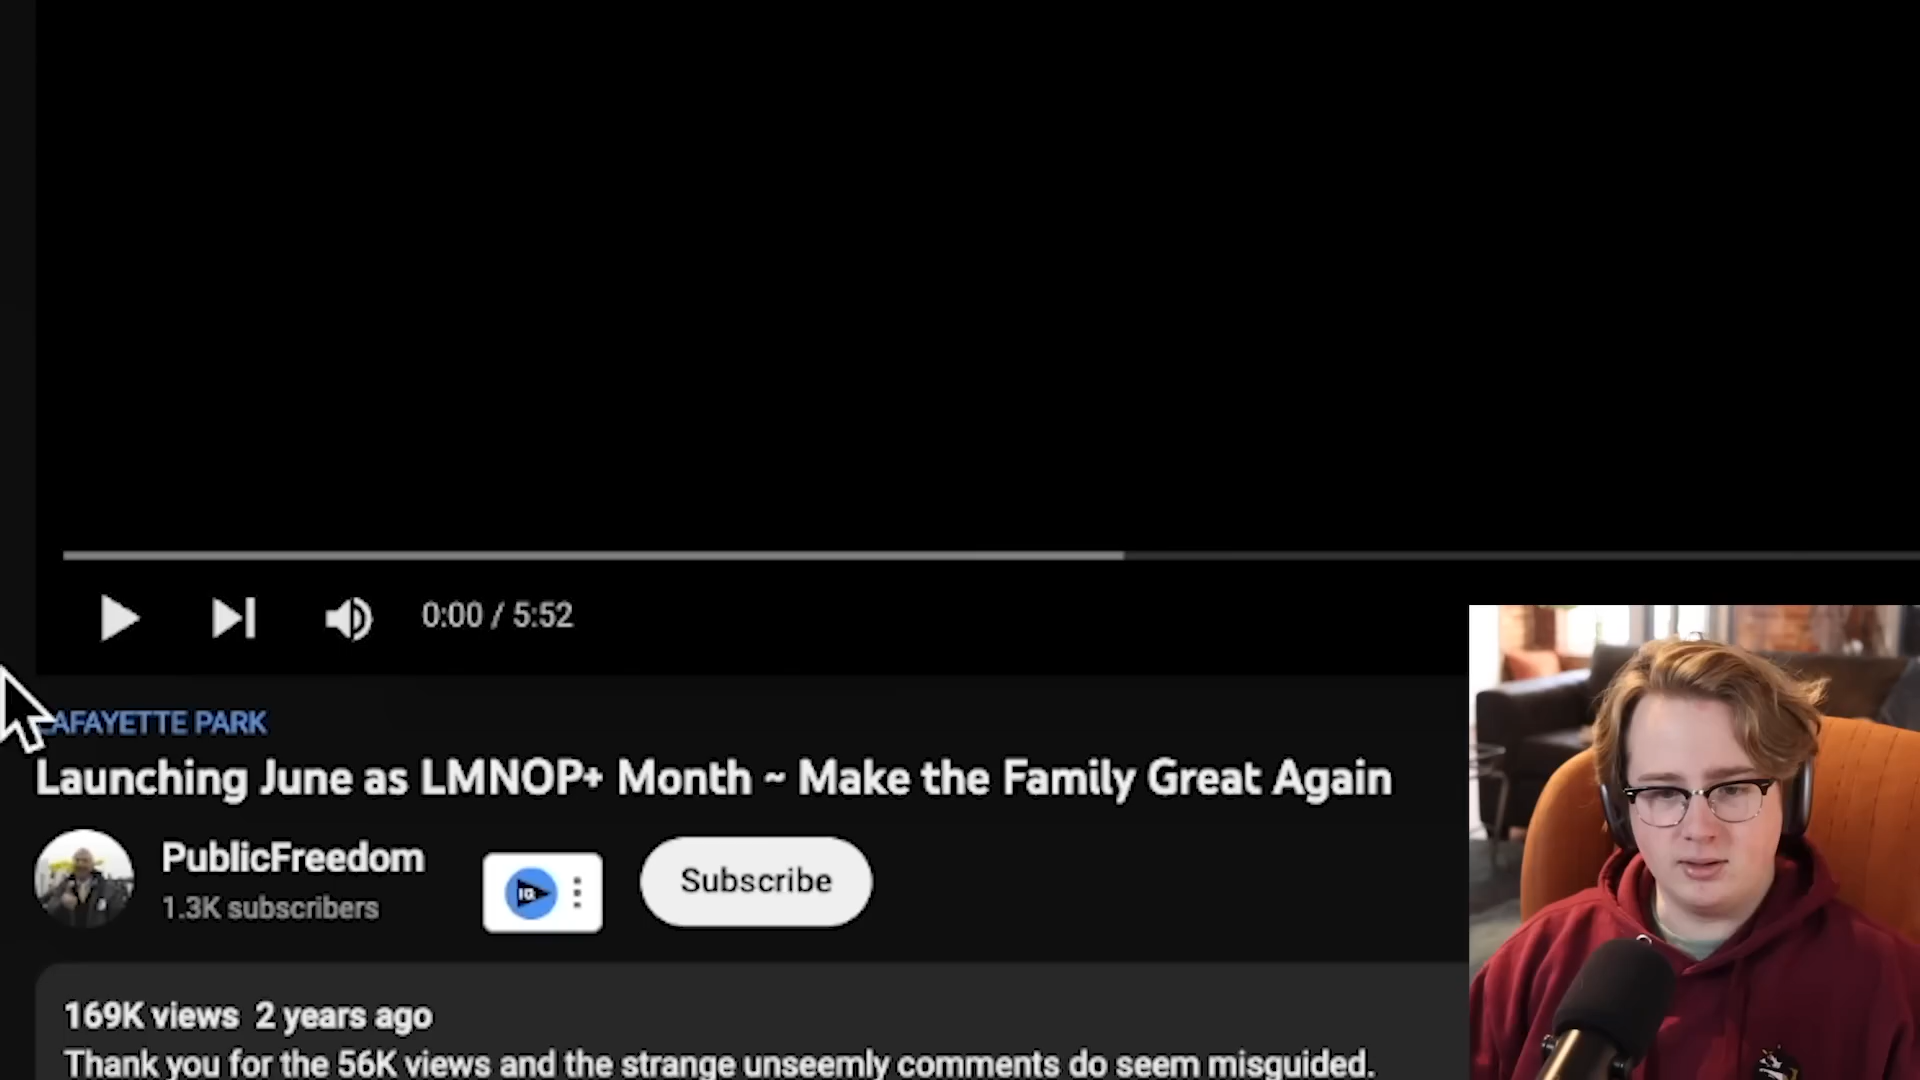 0:00 / 5:52
LAFAYETTE PARK
Launching June as LMNOP+ Month ~ Make the Family Great Again
PublicFreedom
1.3K subscribers
IQ
Subscribe
169K views 2 years ago
Thank you for the 56K views and the strange unseemly comments do seem misguided.